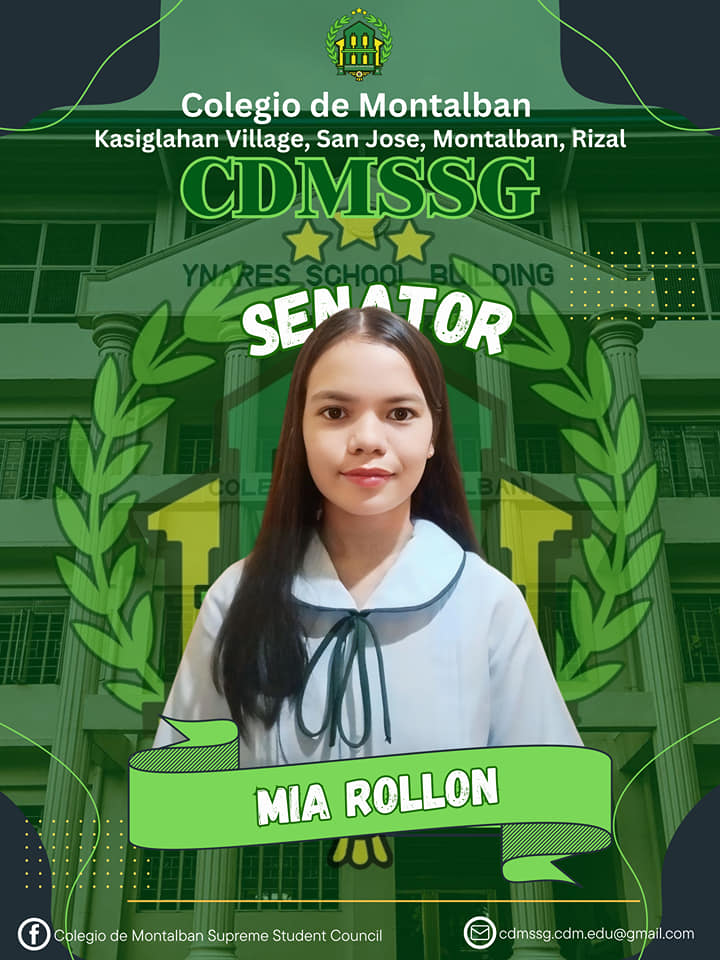 Colegio de Montalban
Kasiglahan Village, San Jose, Montalban, Rizal
CDMSSG
YNARES SCHOOL BUILDING
SENATOR
MIA ROLLON
Colegio de Montalban Supreme Student Council
cdmssg.cdm.edu@gmail.com